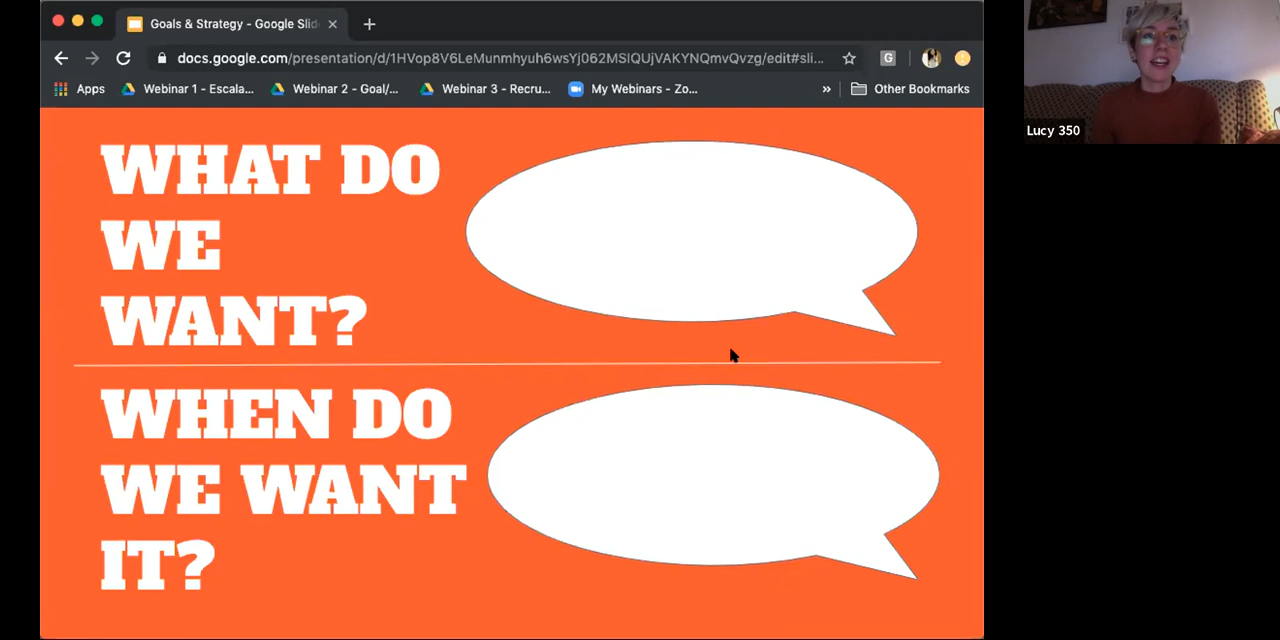 Goals & Strategy - Google Slid
docs.google.com/presentation/d/1HVop8V6LeMunmhyuh6wsYj062MSIQUjVAKYNQmvQvzg/edit#sli...
G
Apps
Webinar 1 - Escala...
Webinar 2 - Goal/...
Webinar 3 - Recru...
My Webinars - Zo...
»
Other Bookmarks
Lucy 350
WHAT DO
WE
WANT?
WHEN DO
WE WANT
IT?